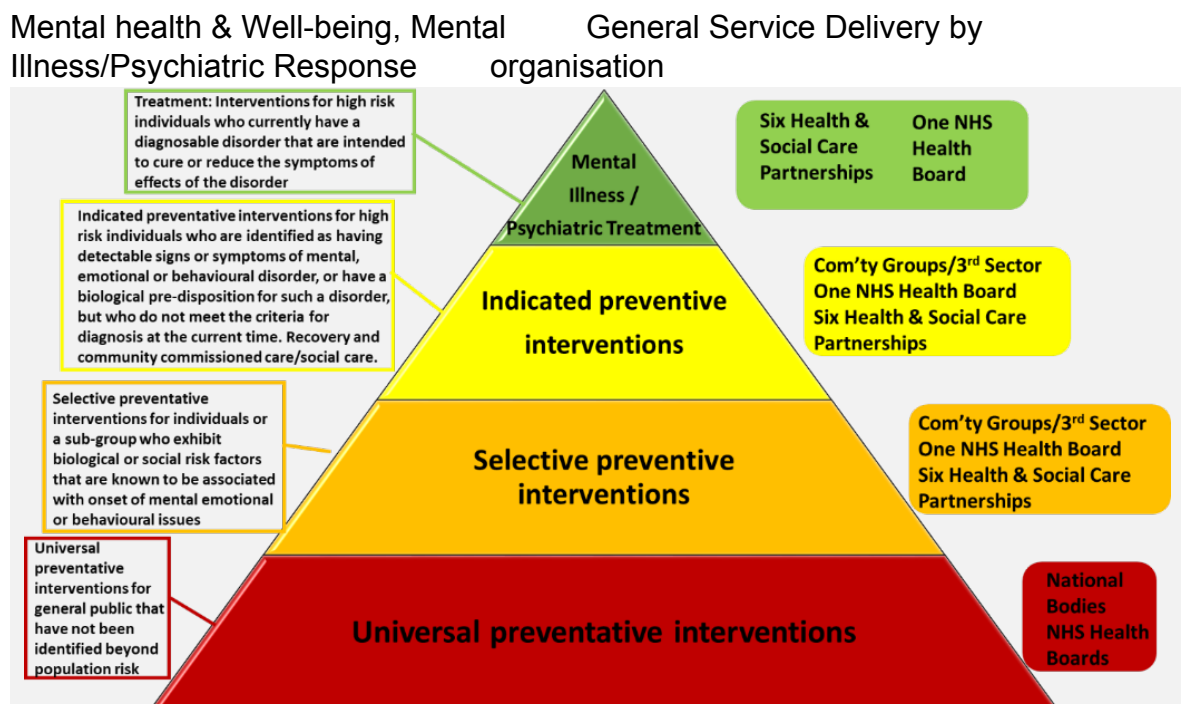 Mental health & Well-being, Mental
Illness/Psychiatric Response
General Service Delivery by
organisation
Treatment: Interventions for high risk
individuals who currently have a
diagnosable disorder that are intended
to cure or reduce the symptoms of
effects of the disorder
Mental
Illness /
Psychiatric Treatment
Six Health &
Social Care
Partnerships
One NHS
Health
Board
Indicated preventative interventions for high
risk individuals who are identified as having
detectable signs or symptoms of mental,
emotional or behavioural disorder, or have a
biological pre-disposition for such a disorder,
but who do not meet the criteria for
diagnosis at the current time. Recovery and
community commissioned care/social care.
Indicated preventive
interventions
Com'ty Groups/3rd Sector
One NHS Health Board
Six Health & Social Care
Partnerships
Selective preventative
interventions for individuals or
a sub-group who exhibit
biological or social risk factors
that are known to be associated
with onset of mental emotional
or behavioural issues
Selective preventive
interventions
Com'ty Groups/3rd Sector
One NHS Health Board
Six Health & Social Care
Partnerships
Universal
preventative
interventions for
general public that
have not been
identified beyond
population risk
Universal preventative interventions
National
Bodies
NHS Health
Boards